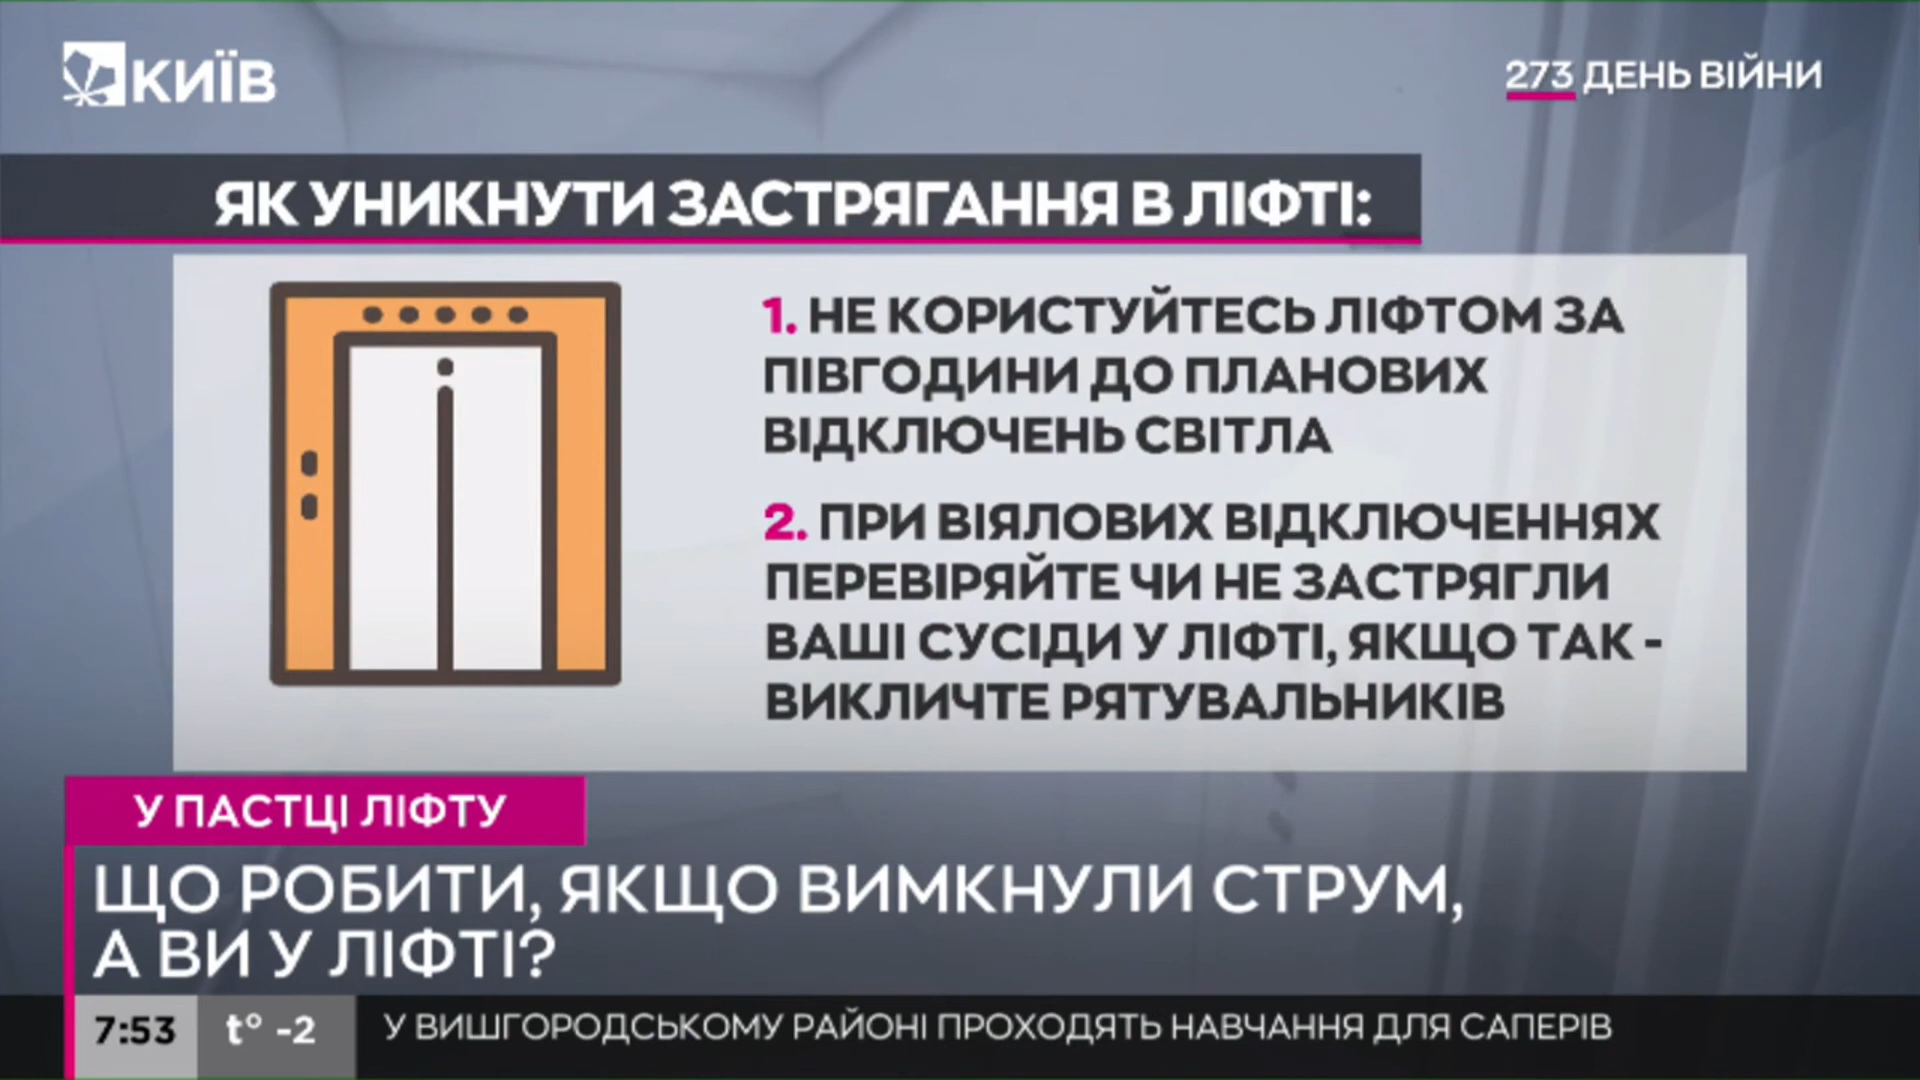 КИЇВ
273 ДЕНЬ ВІЙНИ
ЯК УНИКНУТИ ЗАСТРЯГАННЯ В ЛІФТІ:
1. НЕ КОРИСТУЙТЕСЬ ЛІФТОМ ЗА
ПІВГОДИНИ ДО ПЛАНОВИХ
ВІДКЛЮЧЕНЬ СВІТЛА
2. ПРИ ВІЯЛОВИХ ВІДКЛЮЧЕННЯХ
ПЕРЕВІРЯЙТЕ ЧИ НЕ ЗАСТРЯГЛИ
ВАШІ СУСІДИ У ЛІФТІ, ЯКЩО ТАК -
ВИКЛИЧТЕ РЯТУВАЛЬНИКІВ
У ПАСТЦІ ЛІФТУ
ЩО РОБИТИ, ЯКЩО ВИМКНУЛИ СТРУМ,
А ВИ У ЛІФТІ?
7:53 t° -2 У ВИШГОРОДСЬКОМУ РАЙОНІ ПРОХОДЯТЬ НАВЧАННЯ ДЛЯ САПЕРІВ